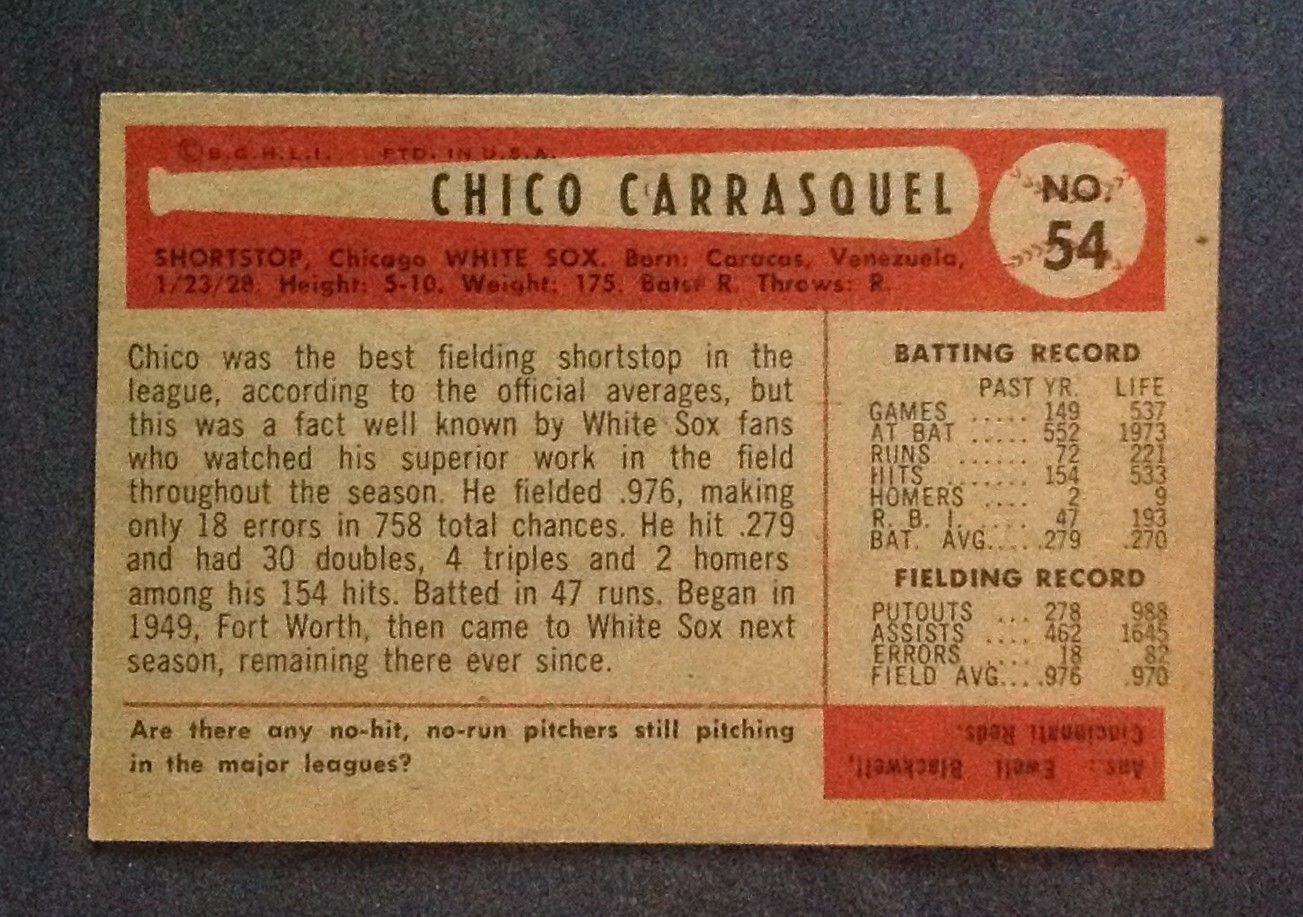 © B.G.H.L.I. PTD. IN U.S.A.
CHICO CARRASQUEL
NO. 54
SHORTSTOP, Chicago WHITE SOX. Born: Caracas, Venezuela,
1/23/28. Height: 5-10. Weight: 175. Bats: R. Throws: R.
Chico was the best fielding shortstop in the
league, according to the official averages, but
this was a fact well known by White Sox fans
who watched his superior work in the field
throughout the season. He fielded .976, making
only 18 errors in 758 total chances. He hit .279
and had 30 doubles, 4 triples and 2 homers
among his 154 hits. Batted in 47 runs. Began in
1949, Fort Worth, then came to White Sox next
season, remaining there ever since.
BATTING RECORD
PAST YR. LIFE
GAMES ..... 149 537
AT BAT ..... 552 1973
RUNS ...... 72 221
HITS ....... 154 533
HOMERS .... 2 9
R. B. I. ..... 47 193
BAT. AVG.... .279 .270
FIELDING RECORD
PUTOUTS ... 278 988
ASSISTS .... 462 1645
ERRORS ..... 18 82
FIELD AVG.... .976 .970
Are there any no-hit, no-run pitchers still pitching
in the major leagues?
Ans.: Ewell Blackwell,
Cincinnati Reds.